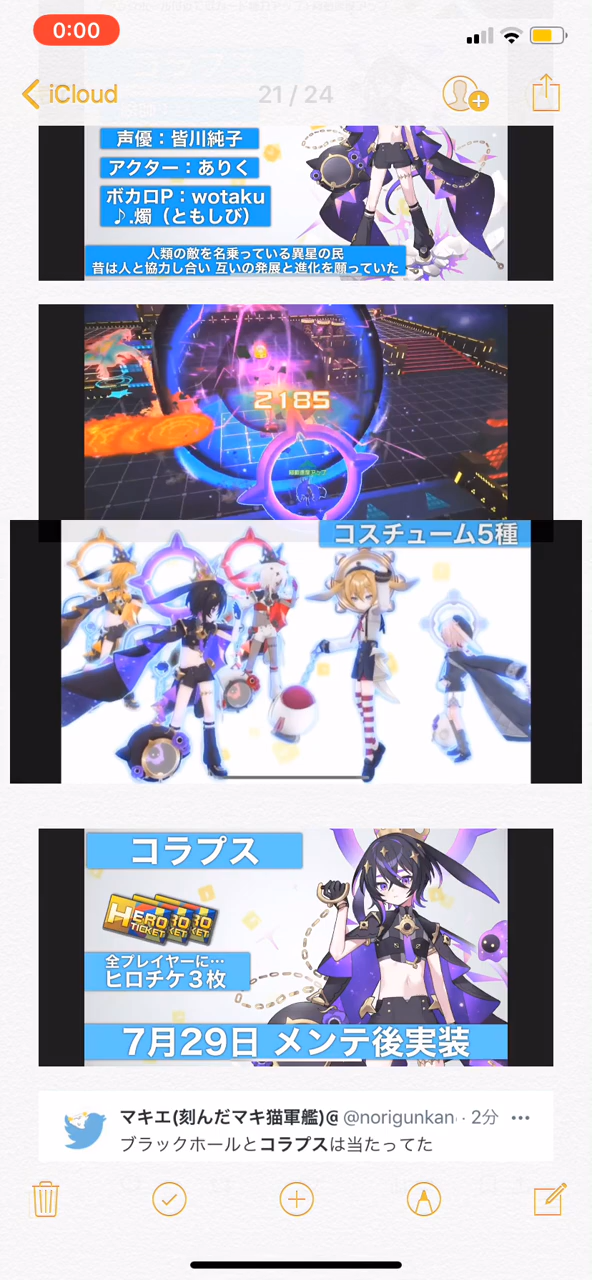 0:00
iCloud
21 / 24
声優：皆川純子
アクター：ありく
ボカロP：wotaku
♪.燭（ともしび）
人類の敵を名乗っている異星の民
昔は人と協力し合い 互いの発展と進化を願っていた
2185
コスチューム5種
コラプス
HERO
TICKET
全プレイヤーに…
ヒロチケ３枚
7月29日 メンテ後実装
マキエ(刻んだマキ猫軍艦)@ @norigunkan · 2分
ブラックホールとコラプスは当たってた